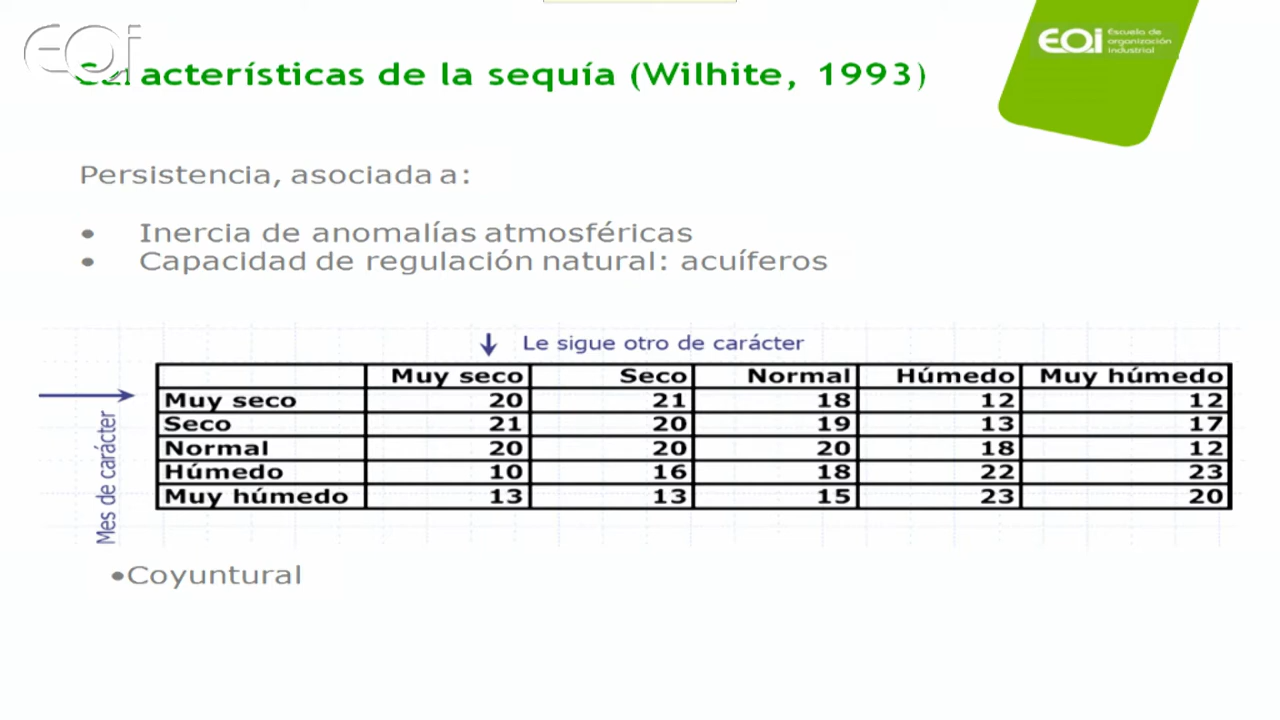 EOI
EOI Escuela de
organización
industrial
Características de la sequía (Wilhite, 1993)
Persistencia, asociada a:
• Inercia de anomalías atmosféricas
• Capacidad de regulación natural: acuíferos
↓ Le sigue otro de carácter
Mes de carácter
Muy seco Seco Normal Húmedo Muy húmedo
Muy seco 20 21 18 12 12
Seco 21 20 19 13 17
Normal 20 20 20 18 12
Húmedo 10 16 18 22 23
Muy húmedo 13 13 15 23 20
•Coyuntural